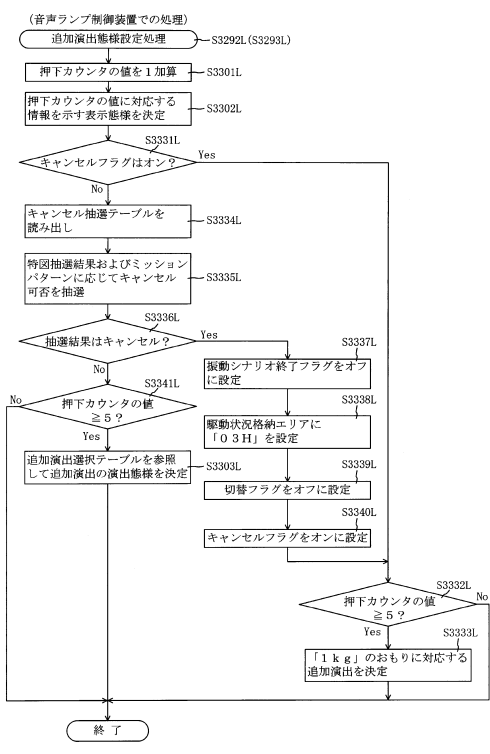 (音声ランプ制御装置での処理)
追加演出態様設定処理
S3292L(S3293L)
押下カウンタの値を1加算
S3301L
押下カウンタの値に対応する
情報を示す表示態様を決定
S3302L
S3331L
キャンセルフラグはオン?
Yes
No
キャンセル抽選テーブルを
読み出し
S3334L
特図抽選結果およびミッション
パターンに応じてキャンセル
可否を抽選
S3335L
S3336L
抽選結果はキャンセル?
Yes
No
S3337L
振動シナリオ終了フラグをオフ
に設定
S3338L
駆動状況格納エリアに
「03H」を設定
S3339L
切替フラグをオフに設定
S3340L
キャンセルフラグをオンに設定
S3341L
押下カウンタの値
≧5?
No
Yes
追加演出選択テーブルを参照
して追加演出の演出態様を決定
S3303L
S3332L
押下カウンタの値
≧5?
No
Yes
S3333L
「1kg」のおもりに対応する
追加演出を決定
終了